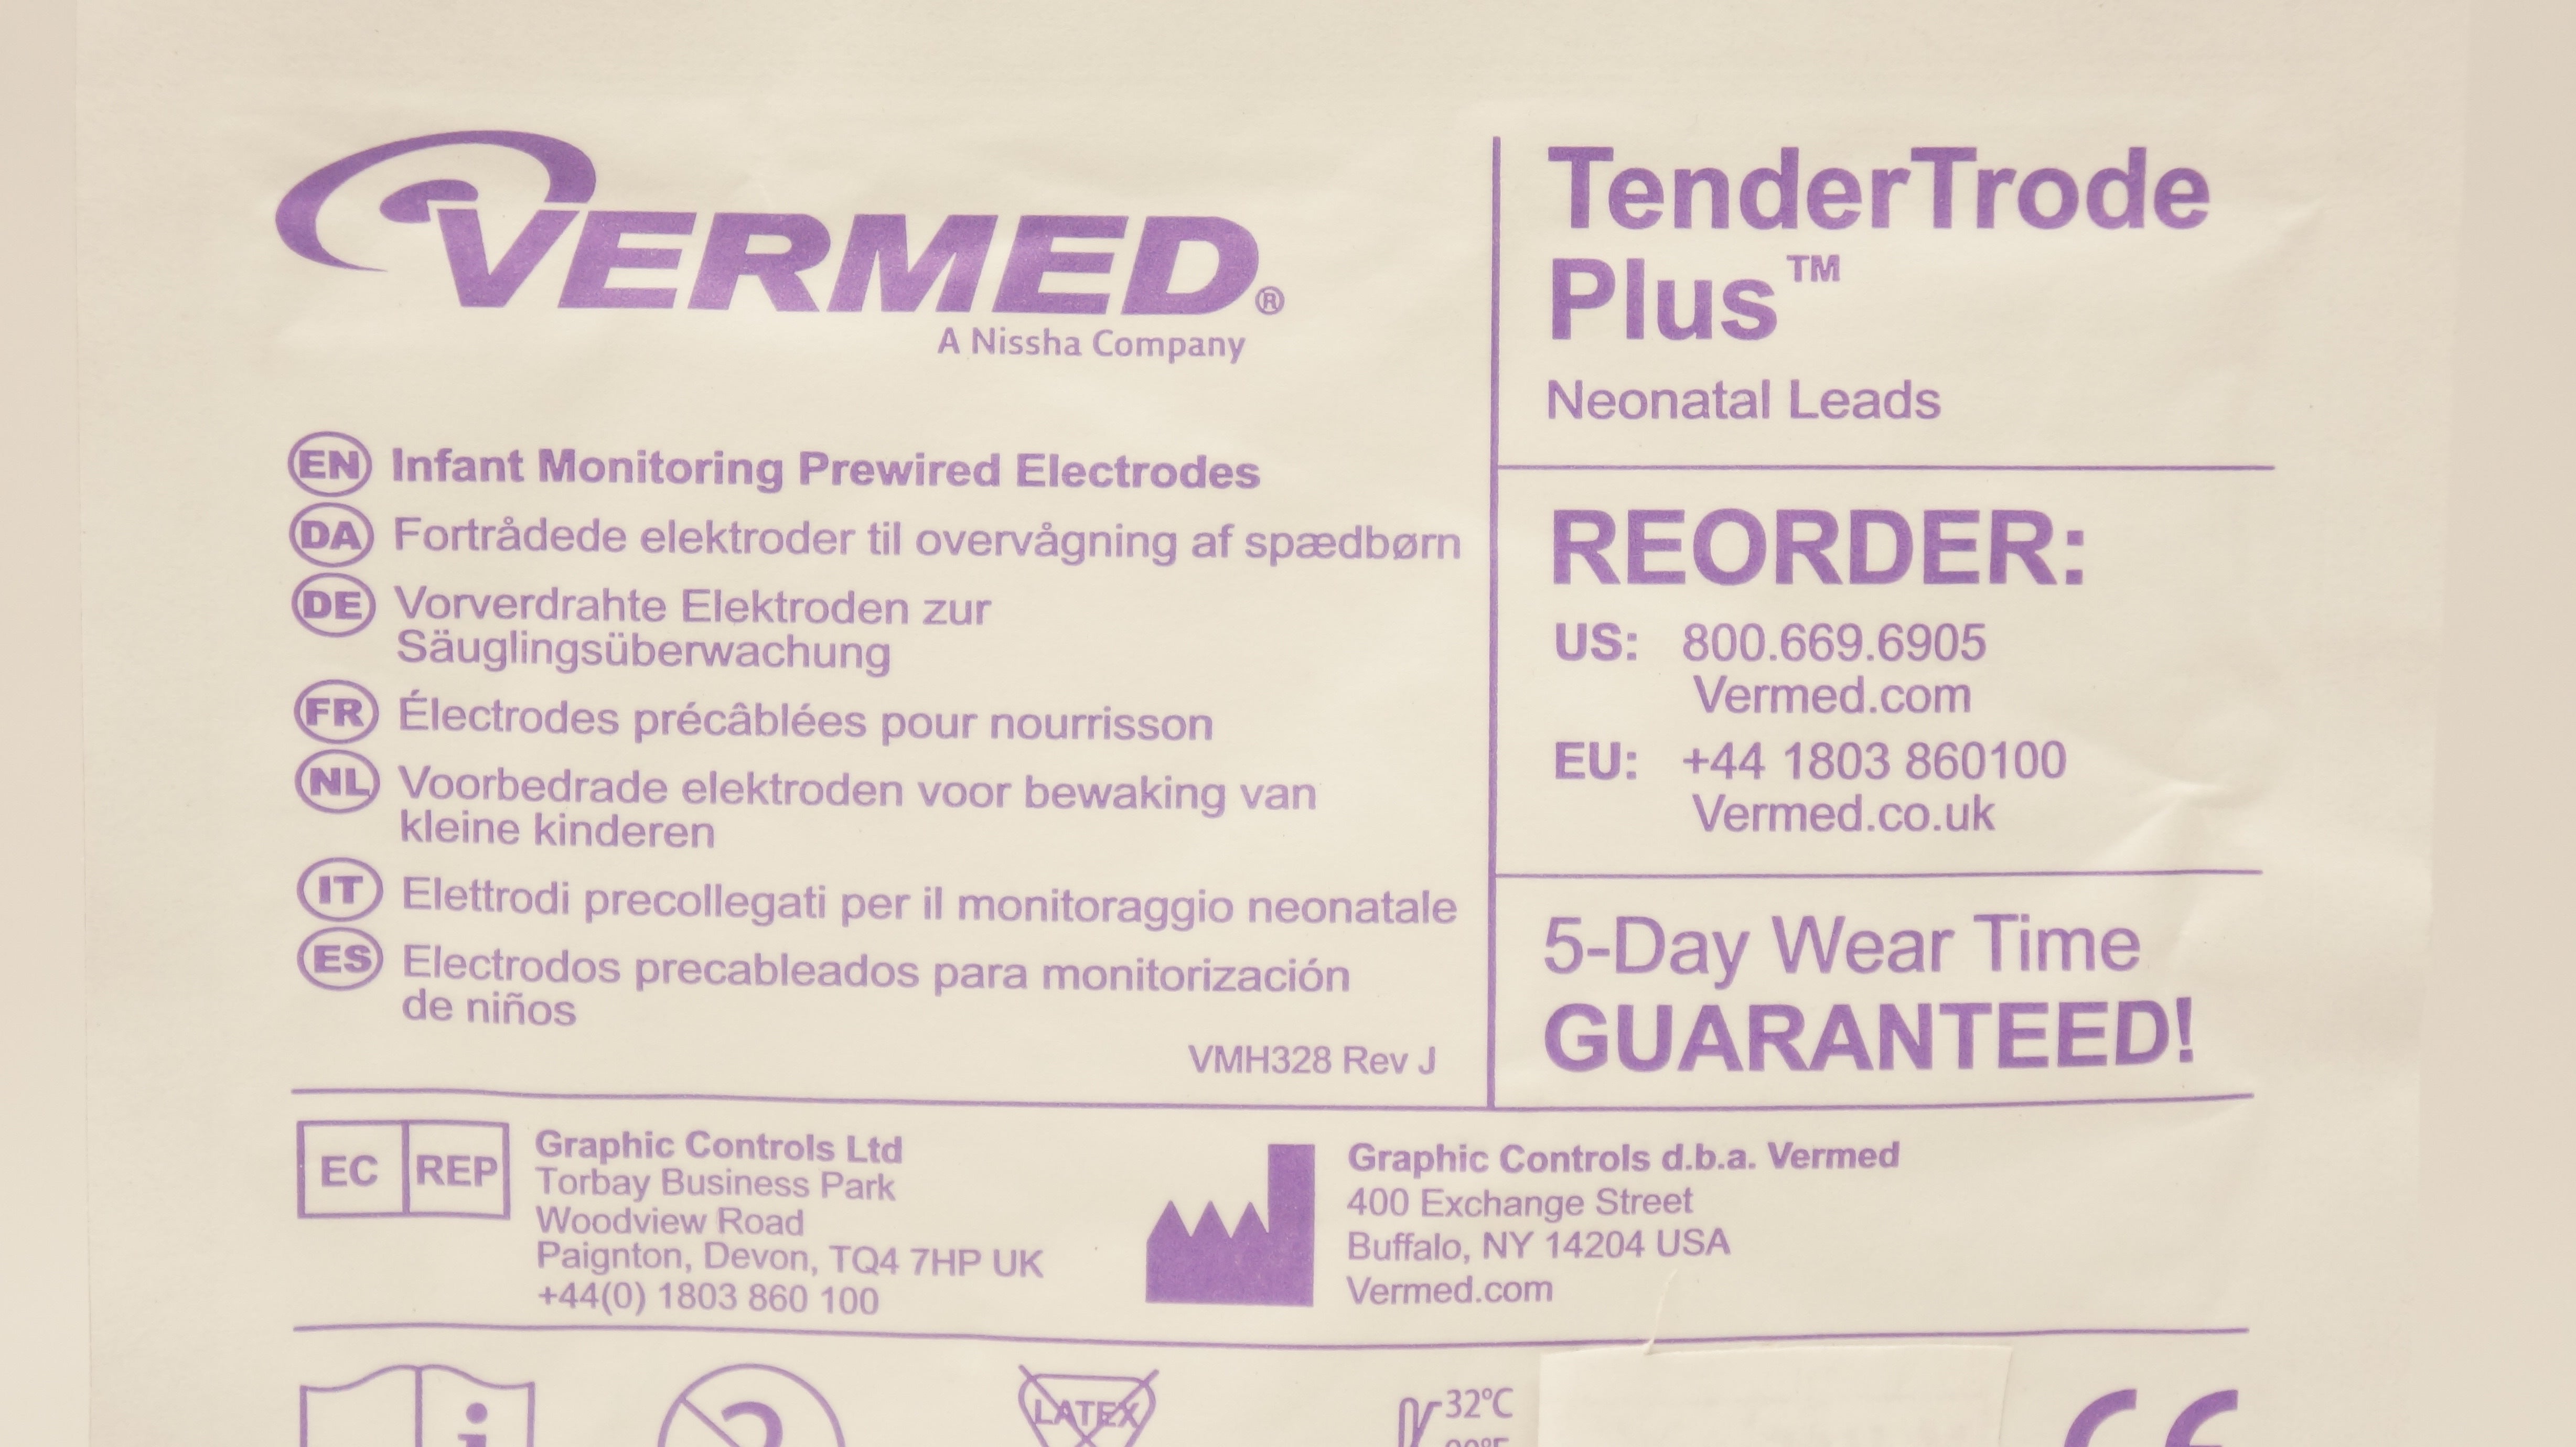 VERMED®
A Nissha Company
EN Infant Monitoring Prewired Electrodes
DA Fortrådede elektroder til overvågning af spædbørn
DE Vorverdrahte Elektroden zur
Säuglingsüberwachung
FR Électrodes précâblées pour nourrisson
NL Voorbedrade elektroden voor bewaking van
kleine kinderen
IT Elettrodi precollegati per il monitoraggio neonatale
ES Electrodos precableados para monitorización
de niños
VMH328 Rev J
TenderTrode
Plus™
Neonatal Leads
REORDER:
US: 800.669.6905
Vermed.com
EU: +44 1803 860100
Vermed.co.uk
5-Day Wear Time
GUARANTEED!
EC REP
Graphic Controls Ltd
Torbay Business Park
Woodview Road
Paignton, Devon, TQ4 7HP UK
+44(0) 1803 860 100
Graphic Controls d.b.a. Vermed
400 Exchange Street
Buffalo, NY 14204 USA
Vermed.com
i
2
LATEX
32°C
CE